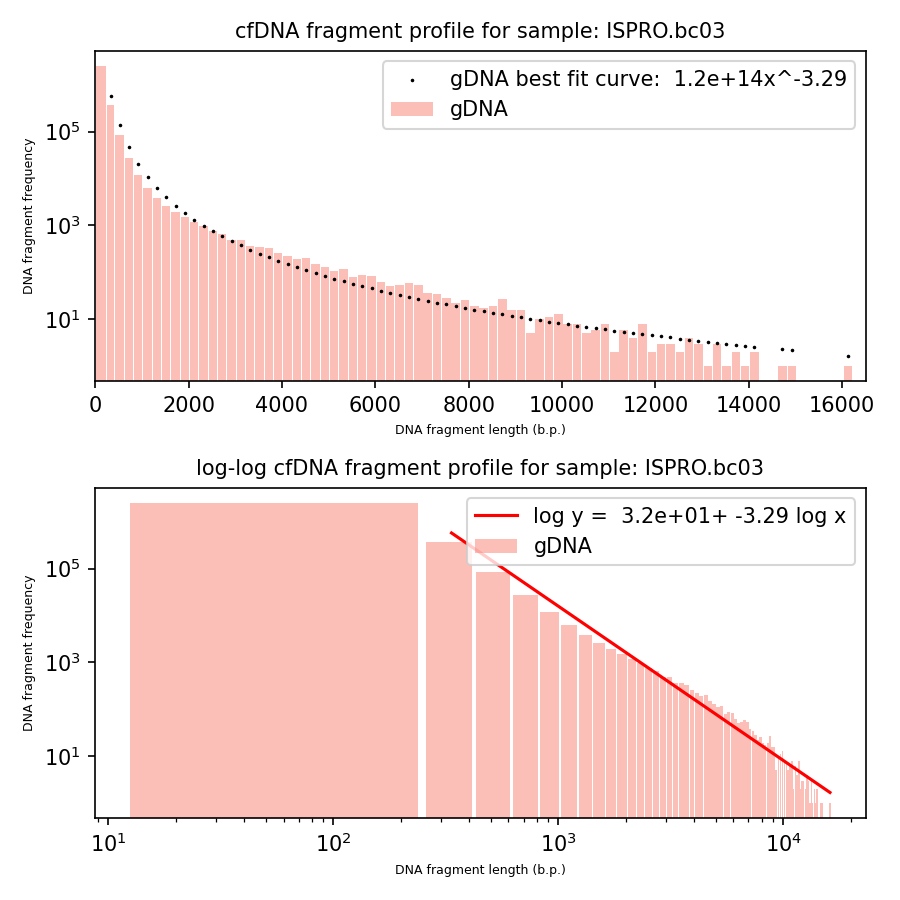 cfDNA fragment profile for sample: ISPRO.bc03
gDNA best fit curve:  1.2e+14x^-3.29
gDNA
DNA fragment frequency
10^5
10^3
10^1
0 2000 4000 6000 8000 10000 12000 14000 16000
DNA fragment length (b.p.)
log-log cfDNA fragment profile for sample: ISPRO.bc03
log y =  3.2e+01+ -3.29 log x
gDNA
DNA fragment frequency
10^5
10^3
10^1
10^1 10^2 10^3 10^4
DNA fragment length (b.p.)